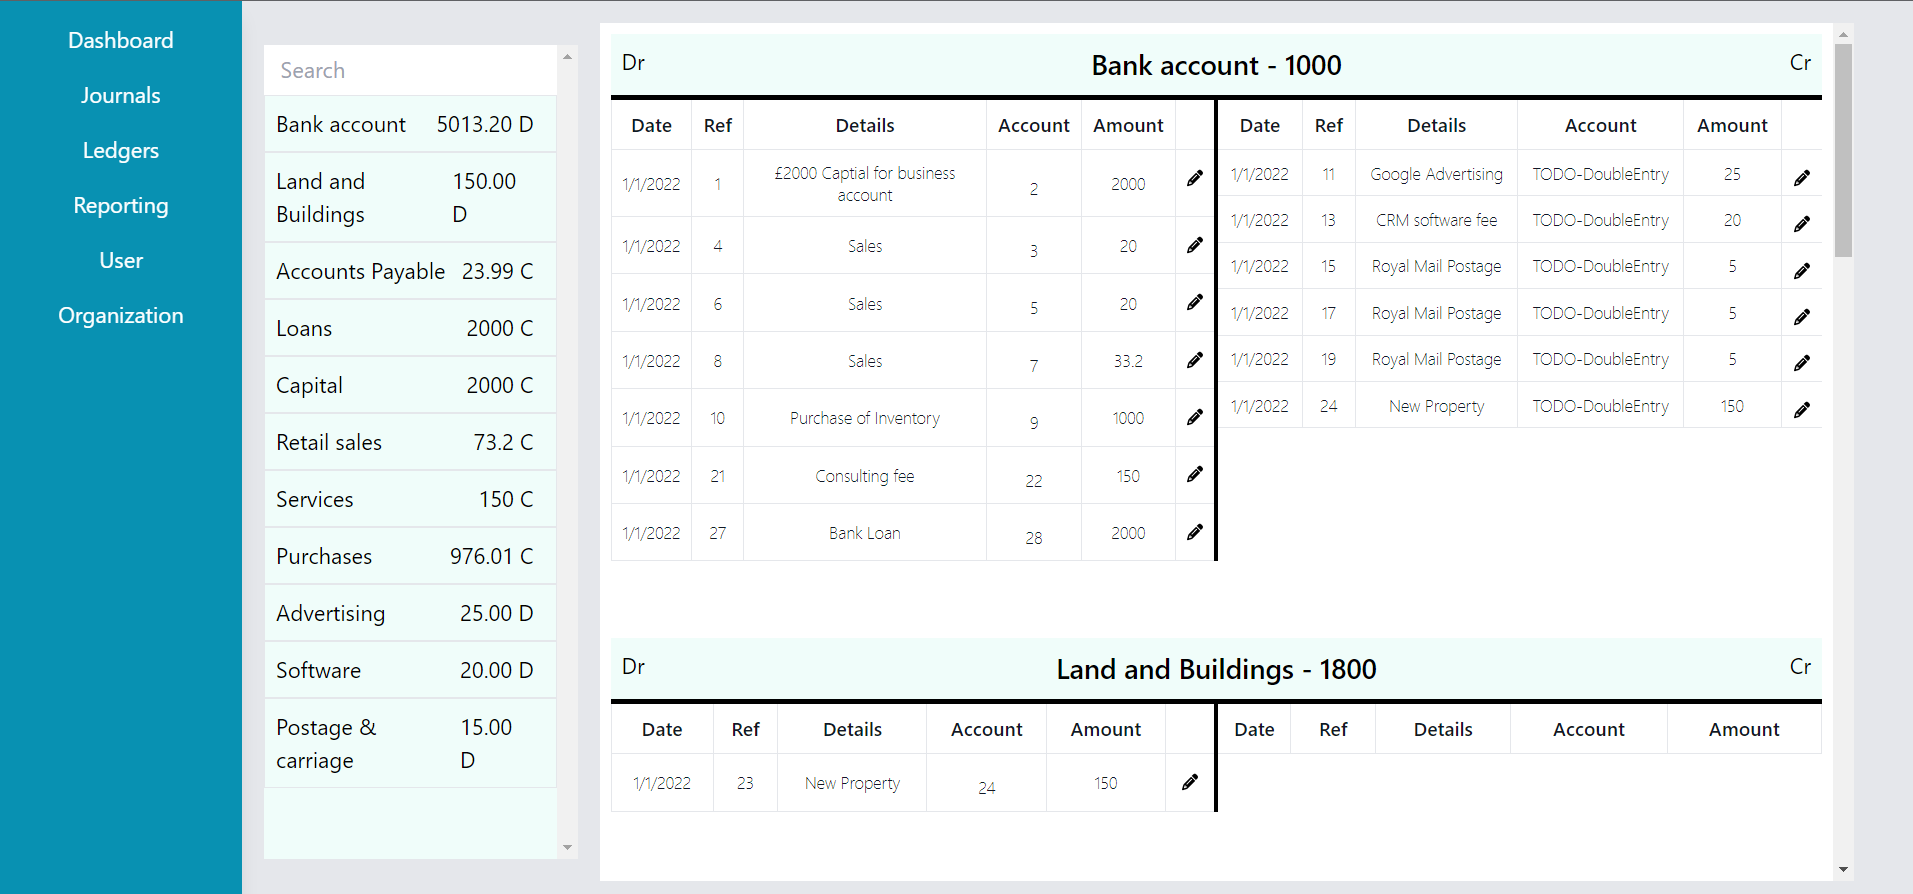 Dashboard
Journals
Ledgers
Reporting
User
Organization
Search
Bank account 5013.20 D
Land and Buildings 150.00 D
Accounts Payable 23.99 C
Loans 2000 C
Capital 2000 C
Retail sales 73.2 C
Services 150 C
Purchases 976.01 C
Advertising 25.00 D
Software 20.00 D
Postage & carriage 15.00 D
Dr Bank account - 1000 Cr
Date Ref Details Account Amount
1/1/2022 1 £2000 Captial for business account 2 2000
1/1/2022 4 Sales 3 20
1/1/2022 6 Sales 5 20
1/1/2022 8 Sales 7 33.2
1/1/2022 10 Purchase of Inventory 9 1000
1/1/2022 21 Consulting fee 22 150
1/1/2022 27 Bank Loan 28 2000
Date Ref Details Account Amount
1/1/2022 11 Google Advertising TODO-DoubleEntry 25
1/1/2022 13 CRM software fee TODO-DoubleEntry 20
1/1/2022 15 Royal Mail Postage TODO-DoubleEntry 5
1/1/2022 17 Royal Mail Postage TODO-DoubleEntry 5
1/1/2022 19 Royal Mail Postage TODO-DoubleEntry 5
1/1/2022 24 New Property TODO-DoubleEntry 150
Dr Land and Buildings - 1800 Cr
Date Ref Details Account Amount
1/1/2022 23 New Property 24 150
Date Ref Details Account Amount